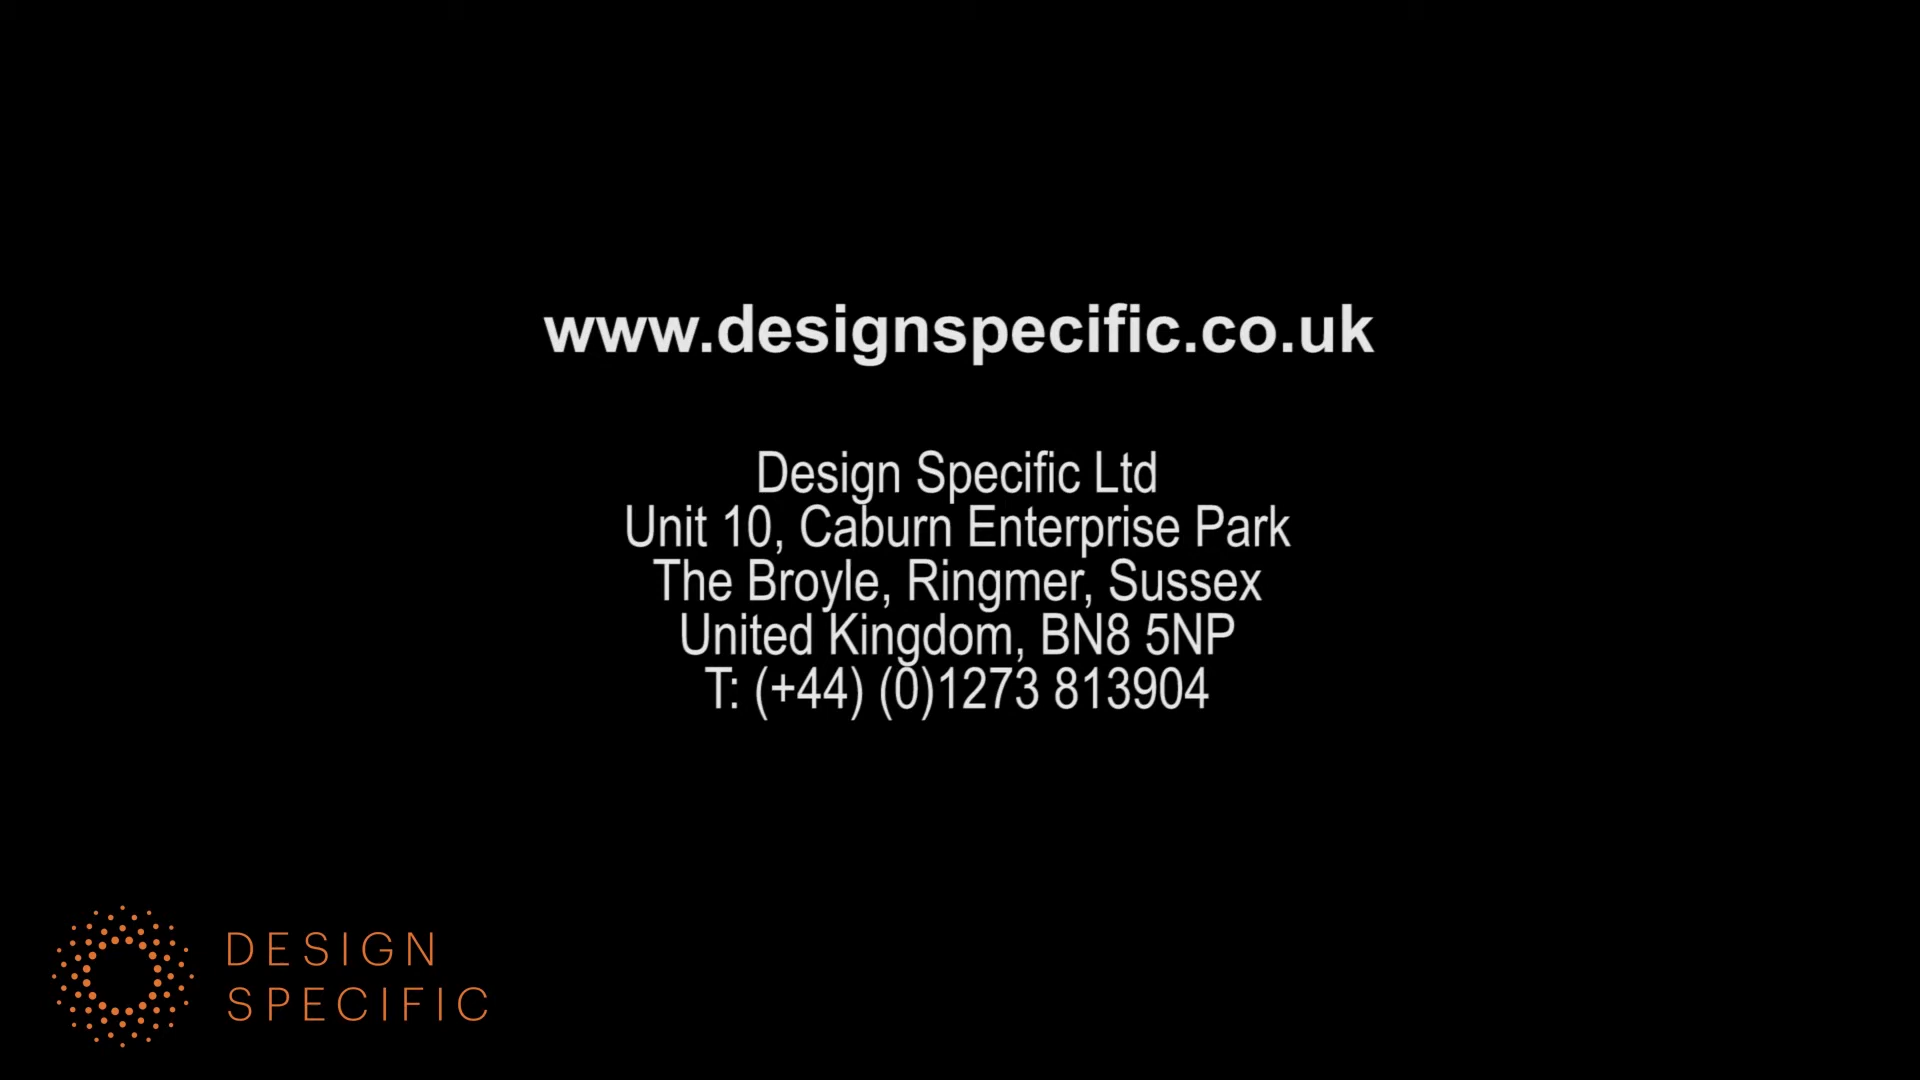 www.designspecific.co.uk
Design Specific Ltd
Unit 10, Caburn Enterprise Park
The Broyle, Ringmer, Sussex
United Kingdom, BN8 5NP
T: (+44) (0)1273 813904
DESIGN
SPECIFIC